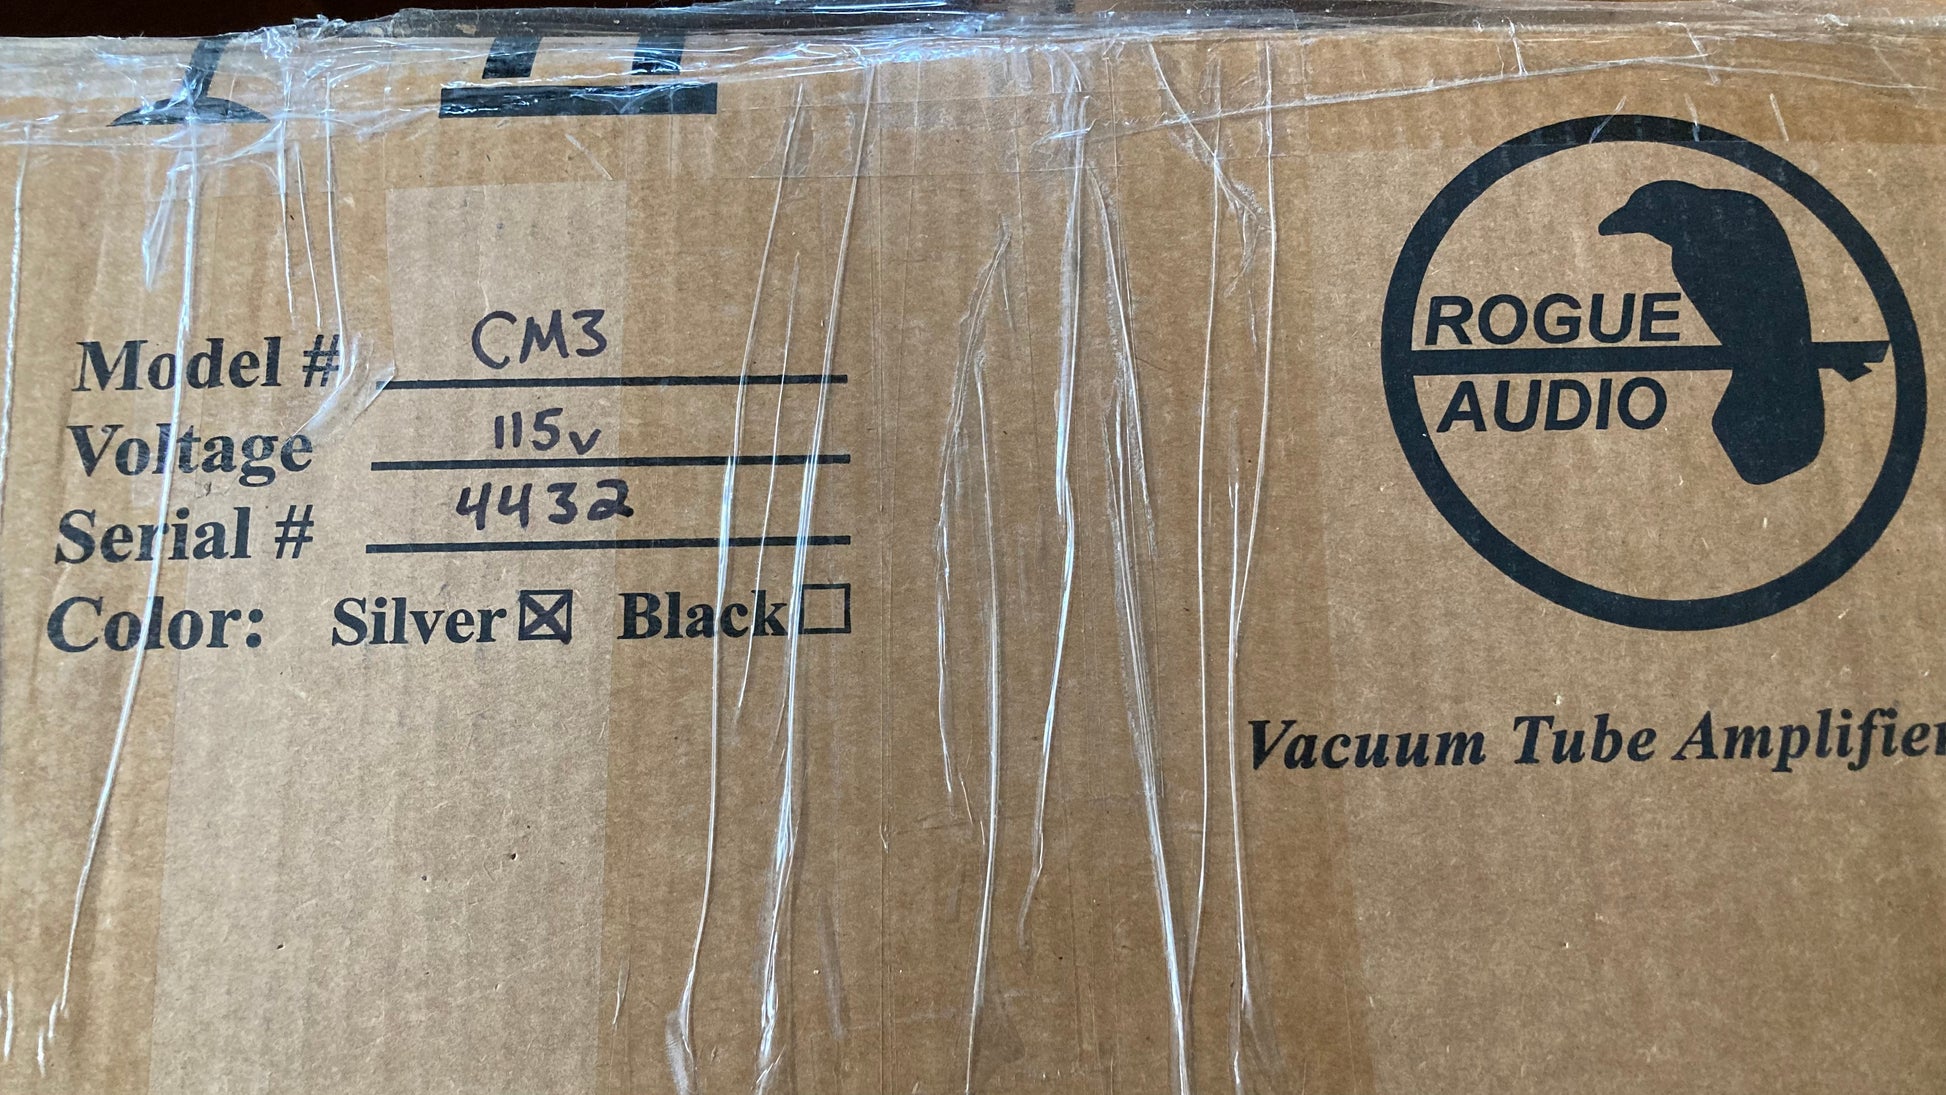 Model # CM3
Voltage 115v
Serial # 4432
Color: Silver☒ Black☐
ROGUE
AUDIO
Vacuum Tube Amplifier